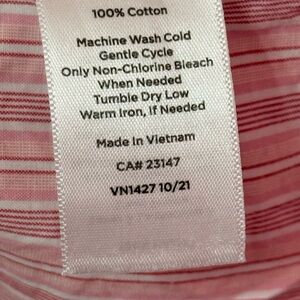 100% Cotton
Machine Wash Cold
Gentle Cycle
Only Non-Chlorine Bleach
When Needed
Tumble Dry Low
Warm Iron, If Needed
Made In Vietnam
CA# 23147
VN1427 10/21